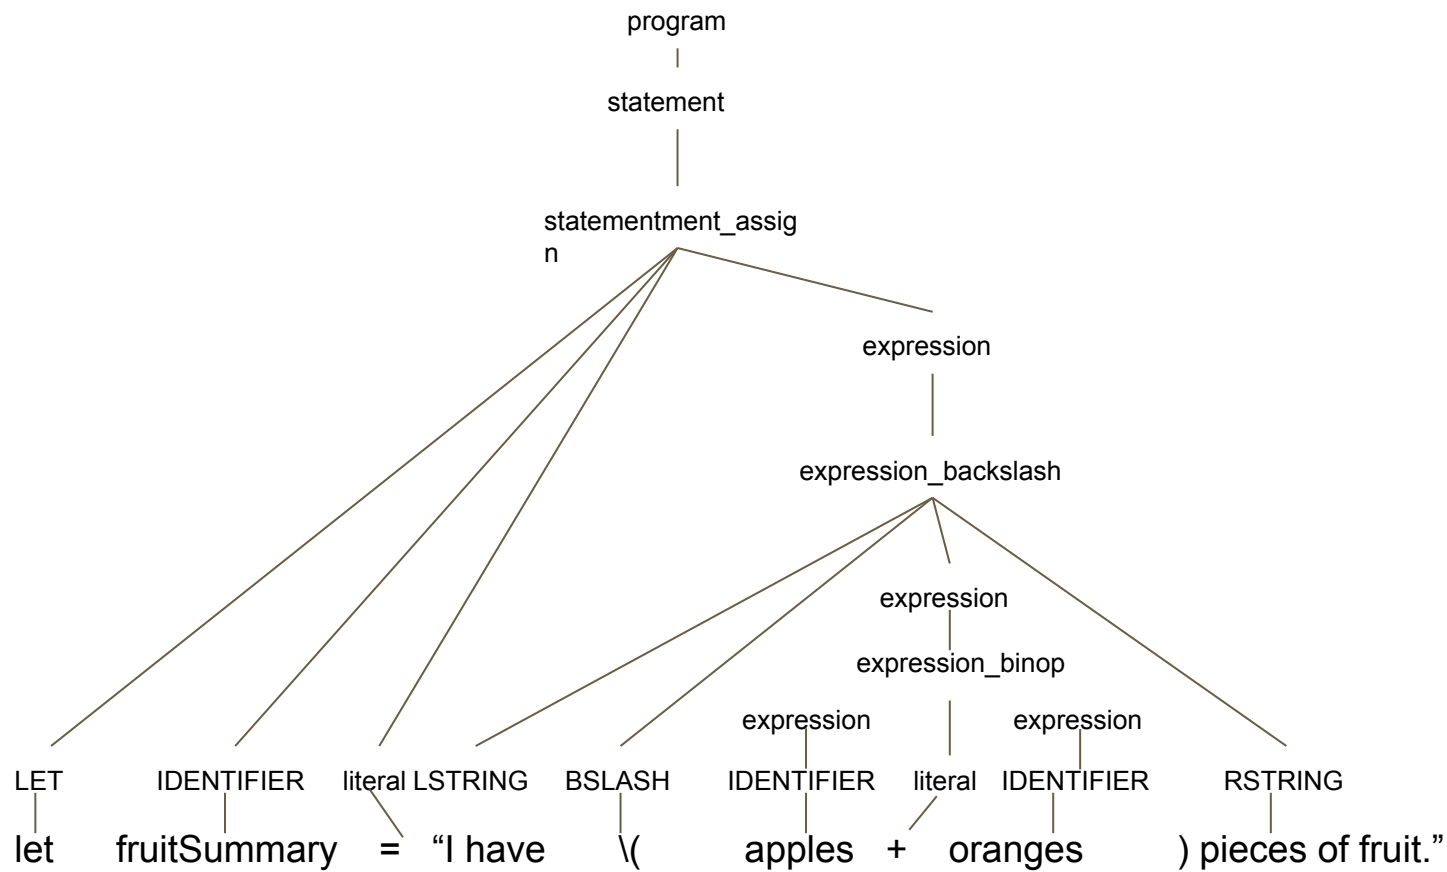 program
statement
statementment_assig
n
expression
expression_backslash
expression
expression_binop
expression expression
LET IDENTIFIER literal LSTRING BSLASH IDENTIFIER literal IDENTIFIER RSTRING
let fruitSummary = “I have \( apples + oranges ) pieces of fruit.”